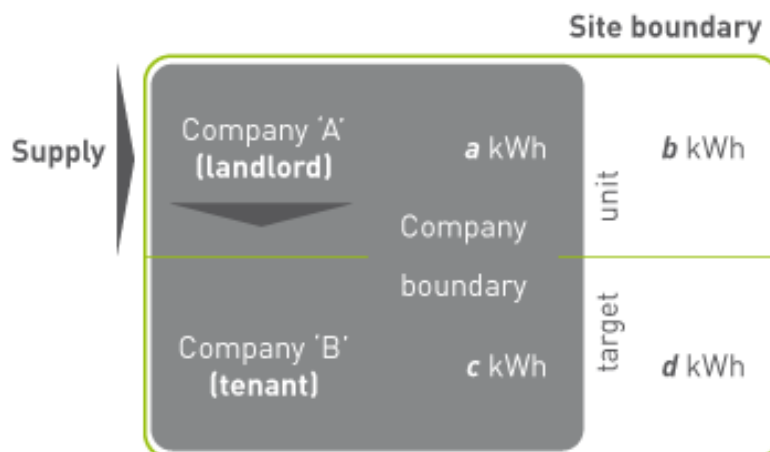 Site boundary
Supply
Company ‘A’
(landlord)
a kWh
b kWh
unit
Company
boundary
target
Company ‘B’
(tenant)
c kWh
d kWh